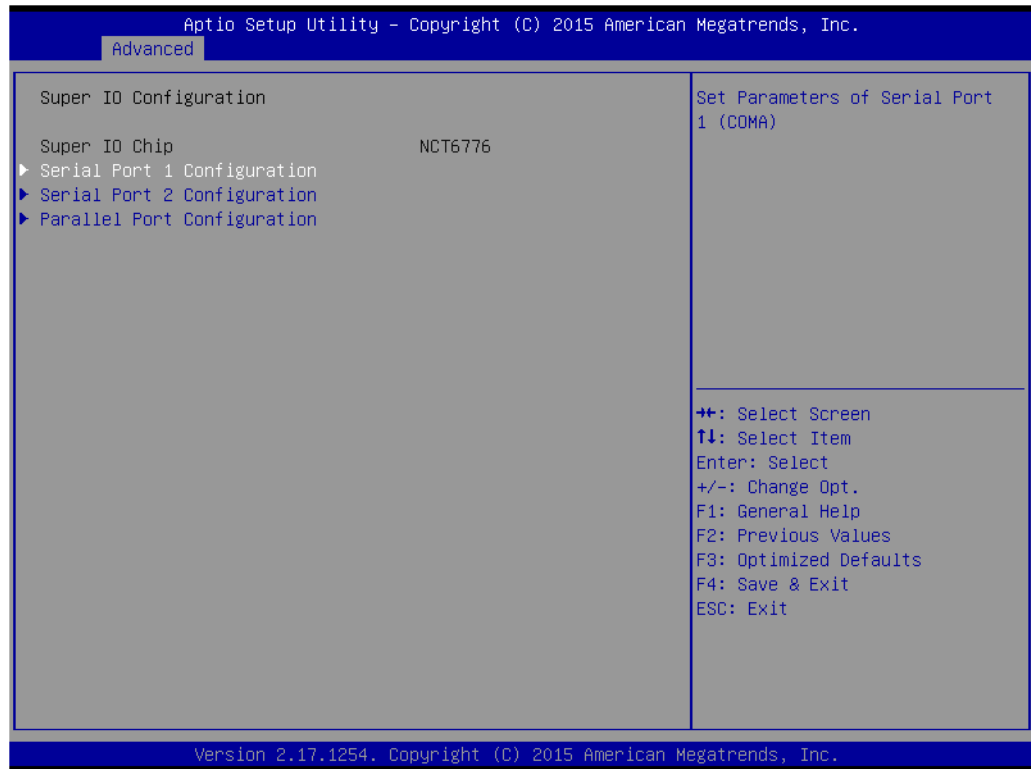 Aptio Setup Utility – Copyright (C) 2015 American Megatrends, Inc.
Advanced
Super IO Configuration
Super IO Chip NCT6776
▶ Serial Port 1 Configuration
▶ Serial Port 2 Configuration
▶ Parallel Port Configuration
Set Parameters of Serial Port
1 (COMA)
→←: Select Screen
↑↓: Select Item
Enter: Select
+/-: Change Opt.
F1: General Help
F2: Previous Values
F3: Optimized Defaults
F4: Save & Exit
ESC: Exit
Version 2.17.1254. Copyright (C) 2015 American Megatrends, Inc.